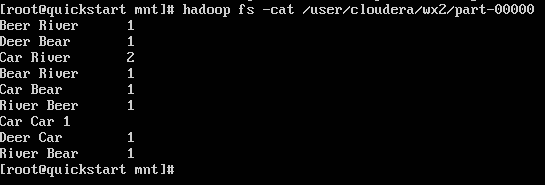 [root@quickstart mnt]# hadoop fs -cat /user/cloudera/wx2/part-00000
Beer River 1
Deer Bear 1
Car River 2
Bear River 1
Car Bear 1
River Beer 1
Car Car 1
Deer Car 1
River Bear 1
[root@quickstart mnt]#